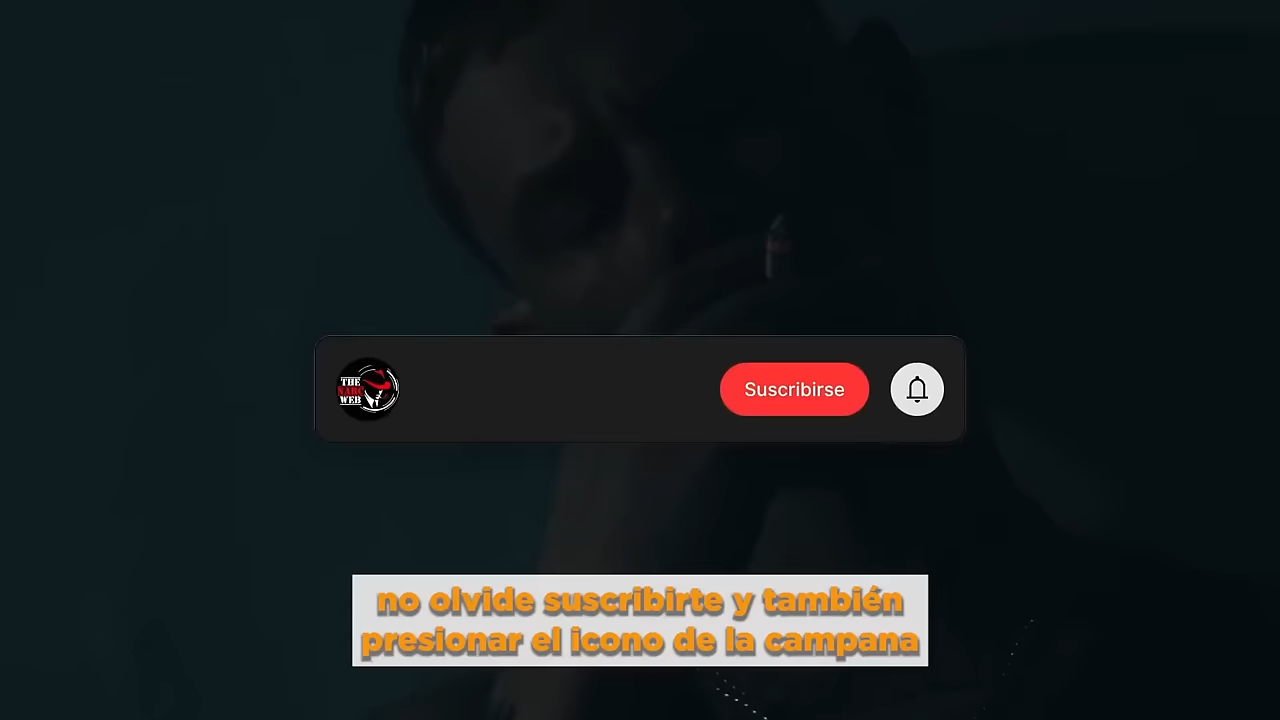 THE
NARC
WEB
Suscribirse
no olvide suscribirte y también
presionar el icono de la campana